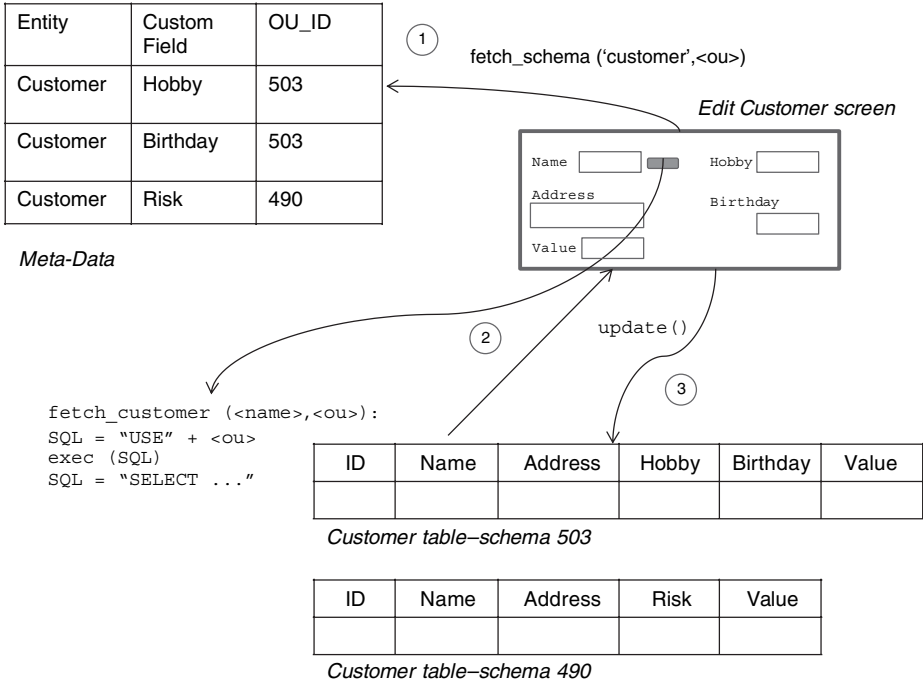 Entity Custom Field OU_ID
Customer Hobby 503
Customer Birthday 503
Customer Risk 490
Meta-Data
1
fetch_schema (‘customer’,<ou>)
Edit Customer screen
Name Hobby
Address Birthday
Value
2
update()
3
fetch_customer (<name>,<ou>):
SQL = “USE” + <ou>
exec (SQL)
SQL = “SELECT ...”
ID Name Address Hobby Birthday Value
Customer table–schema 503
ID Name Address Risk Value
Customer table–schema 490